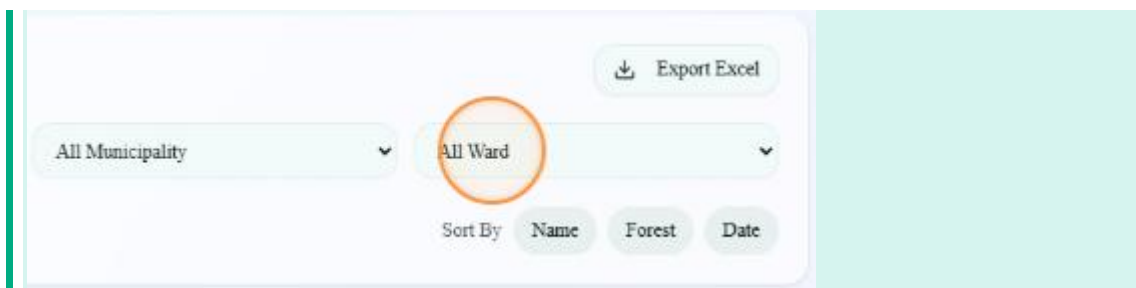 Export Excel
All Municipality All Ward
Sort By Name Forest Date